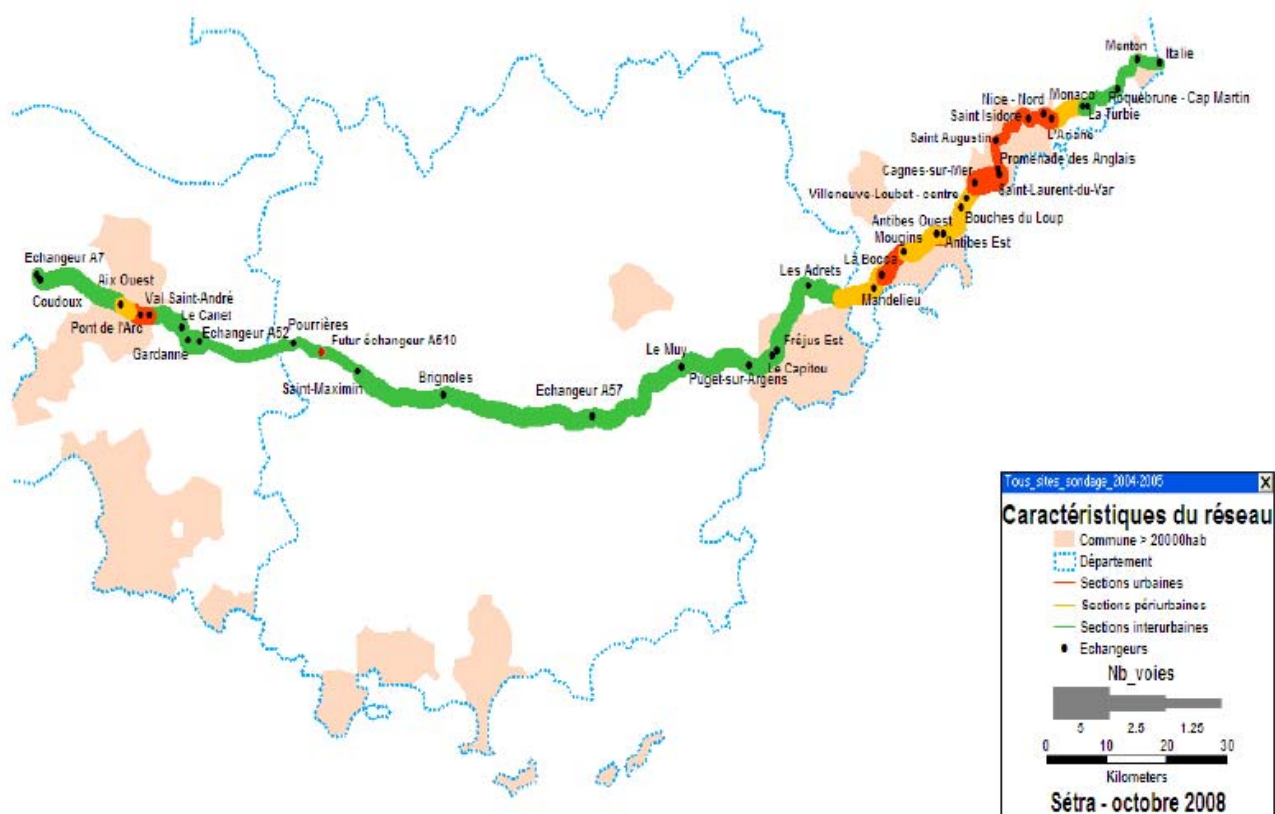 Menton
Italie
Nice - Nord
Monaco
Roquebrune - Cap Martin
Saint Isidore
La Turbie
L'Ariane
Saint Augustin
Promenade des Anglais
Cagnes-sur-Mer
Saint-Laurent-du-Var
Villeneuve-Loubet - centre
Bouches du Loup
Antibes Ouest
Mougins
Antibes Est
La Bocca
Les Adrets
Mandelieu
Echangeur A7
Aix Ouest
Coudoux
Val Saint-André
Pont de l'Arc
Le Canet
Echangeur A52
Gardanne
Pourrières
Futur échangeur A510
Saint-Maximin
Brignoles
Echangeur A57
Le Muy
Puget-sur-Argens
Fréjus Est
Le Capitou
Tous_sites_sondage_2004-2005
Caractéristiques du réseau
Commune > 20000hab
Département
Sections urbaines
Sections périurbaines
Sections interurbaines
Echangeurs
Nb_voies
5 2.5 1.25
0 10 20 30
Kilometers
Sétra - octobre 2008